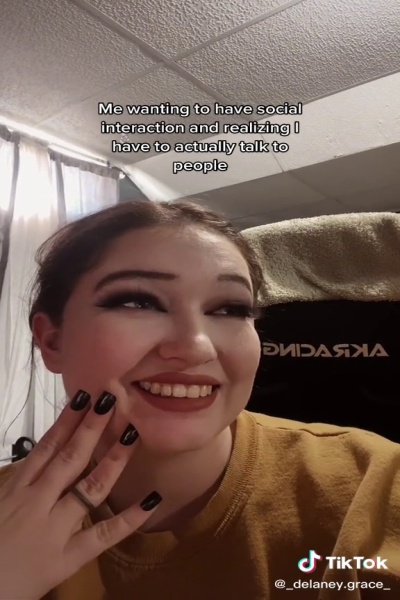 Me wanting to have social
interaction and realizing I
have to actually talk to
people
AKRACING
TikTok
@_delaney.grace_